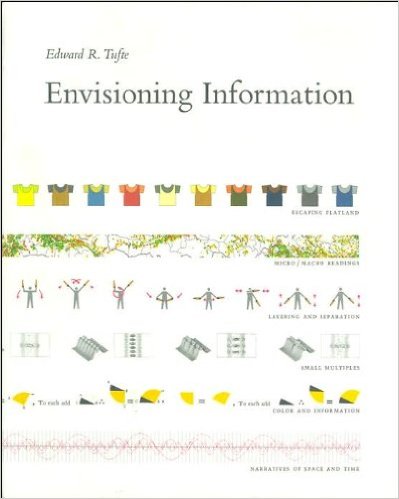 Edward R. Tufte
Envisioning Information
ESCAPING FLATLAND
MICRO / MACRO READINGS
LAYERING AND SEPARATION
SMALL MULTIPLES
, To each add
, To each add
COLOR AND INFORMATION
NARRATIVES OF SPACE AND TIME